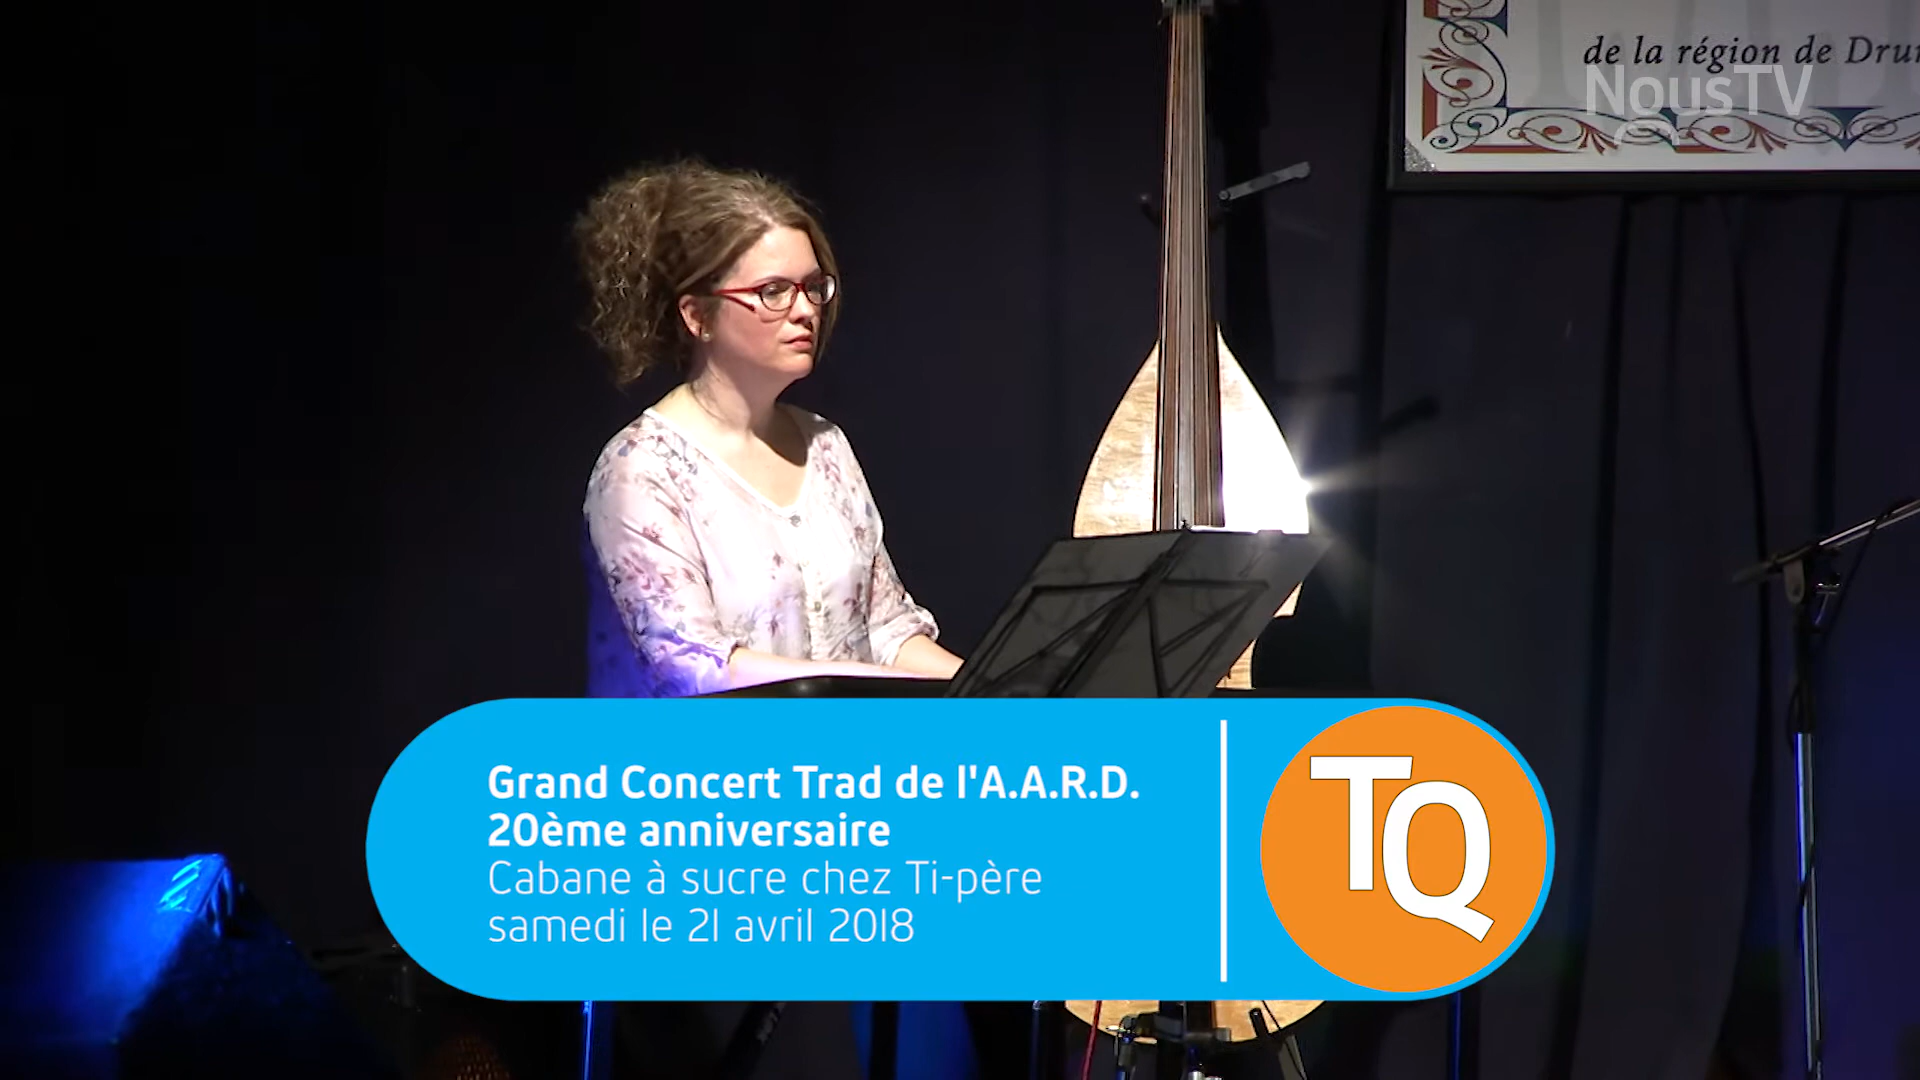 de la région de
NousTV
Grand Concert Trad de l'A.A.R.D.
20ème anniversaire
Cabane à sucre chez Ti-père
samedi le 21 avril 2018
TQ